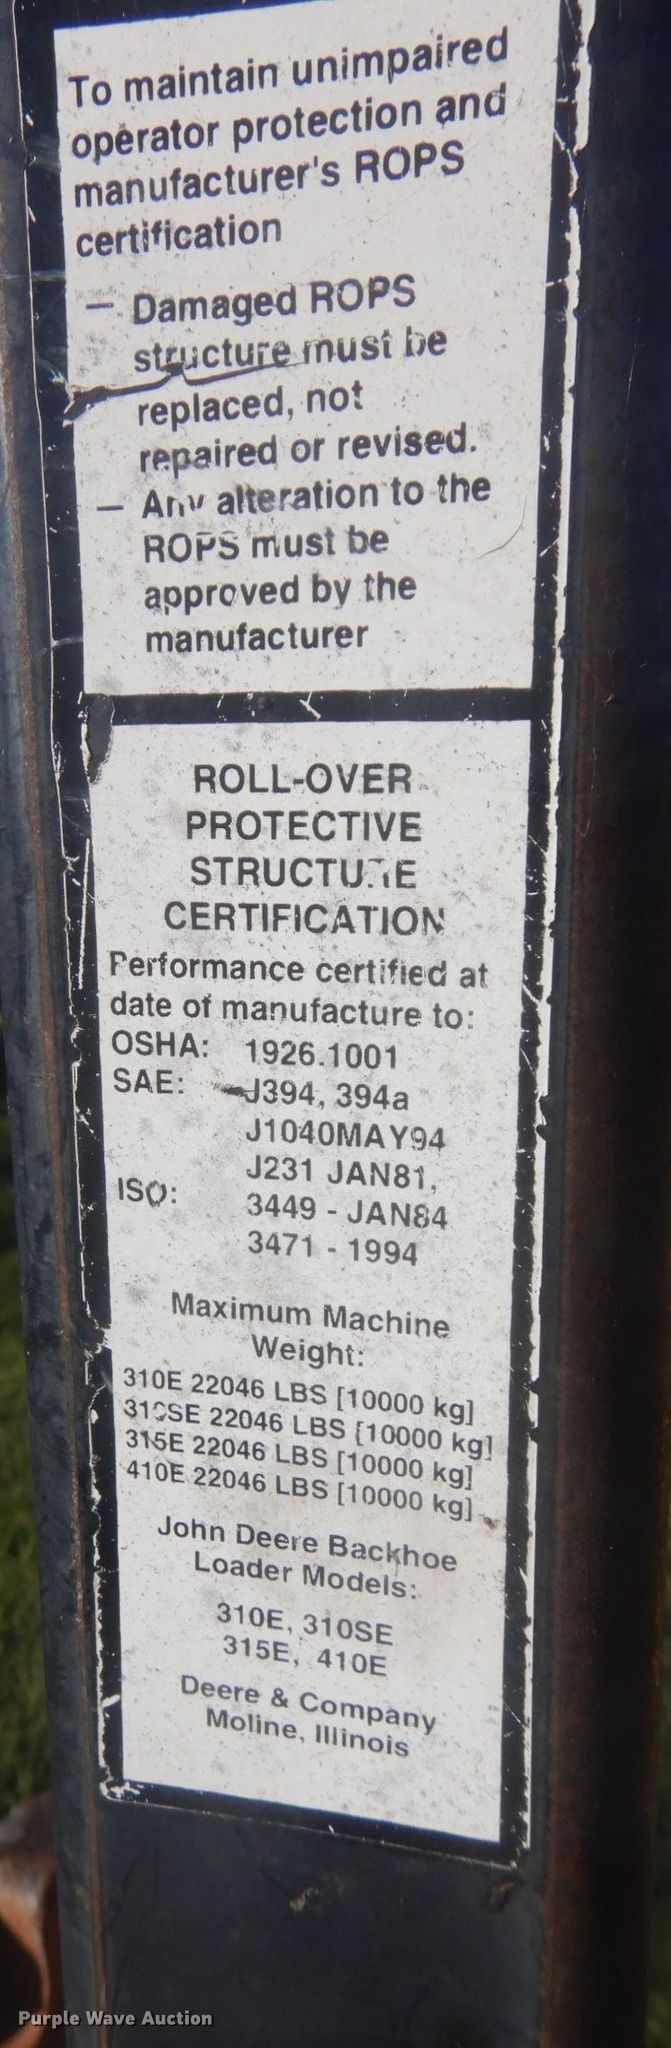 To maintain unimpaired
operator protection and
manufacturer's ROPS
certification
— Damaged ROPS
structure must be
replaced, not
repaired or revised.
— Any alteration to the
ROPS must be
approved by the
manufacturer
ROLL-OVER
PROTECTIVE
STRUCTURE
CERTIFICATION
Performance certified at
date of manufacture to:
OSHA: 1926.1001
SAE: J394, 394a
J1040MAY94
J231 JAN81,
ISO: 3449 - JAN84
3471 - 1994
Maximum Machine
Weight:
310E 22046 LBS [10000 kg]
310SE 22046 LBS [10000 kg]
315E 22046 LBS [10000 kg]
410E 22046 LBS [10000 kg]
John Deere Backhoe
Loader Models:
310E, 310SE
315E, 410E
Deere & Company
Moline, Illinois
Purple Wave Auction